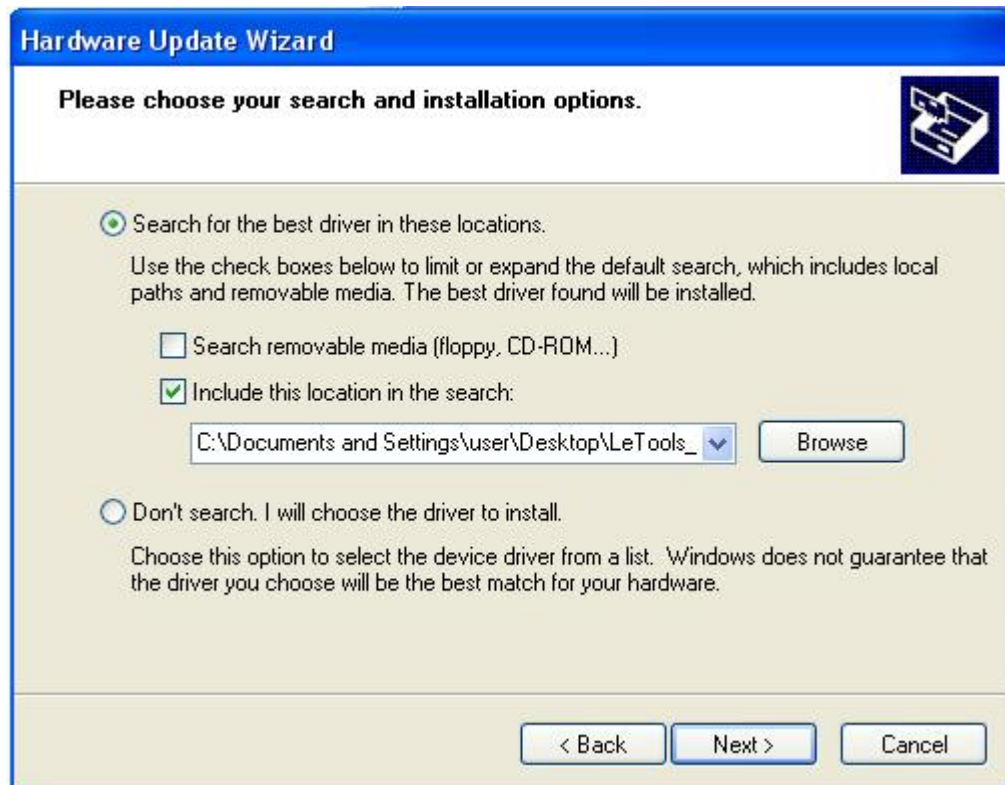 Hardware Update Wizard
Please choose your search and installation options.
Search for the best driver in these locations.
Use the check boxes below to limit or expand the default search, which includes local
paths and removable media. The best driver found will be installed.
Search removable media (floppy, CD-ROM...)
Include this location in the search:
C:\Documents and Settings\user\Desktop\LeTools_
Browse
Don't search. I will choose the driver to install.
Choose this option to select the device driver from a list. Windows does not guarantee that
the driver you choose will be the best match for your hardware.
< Back Next > Cancel